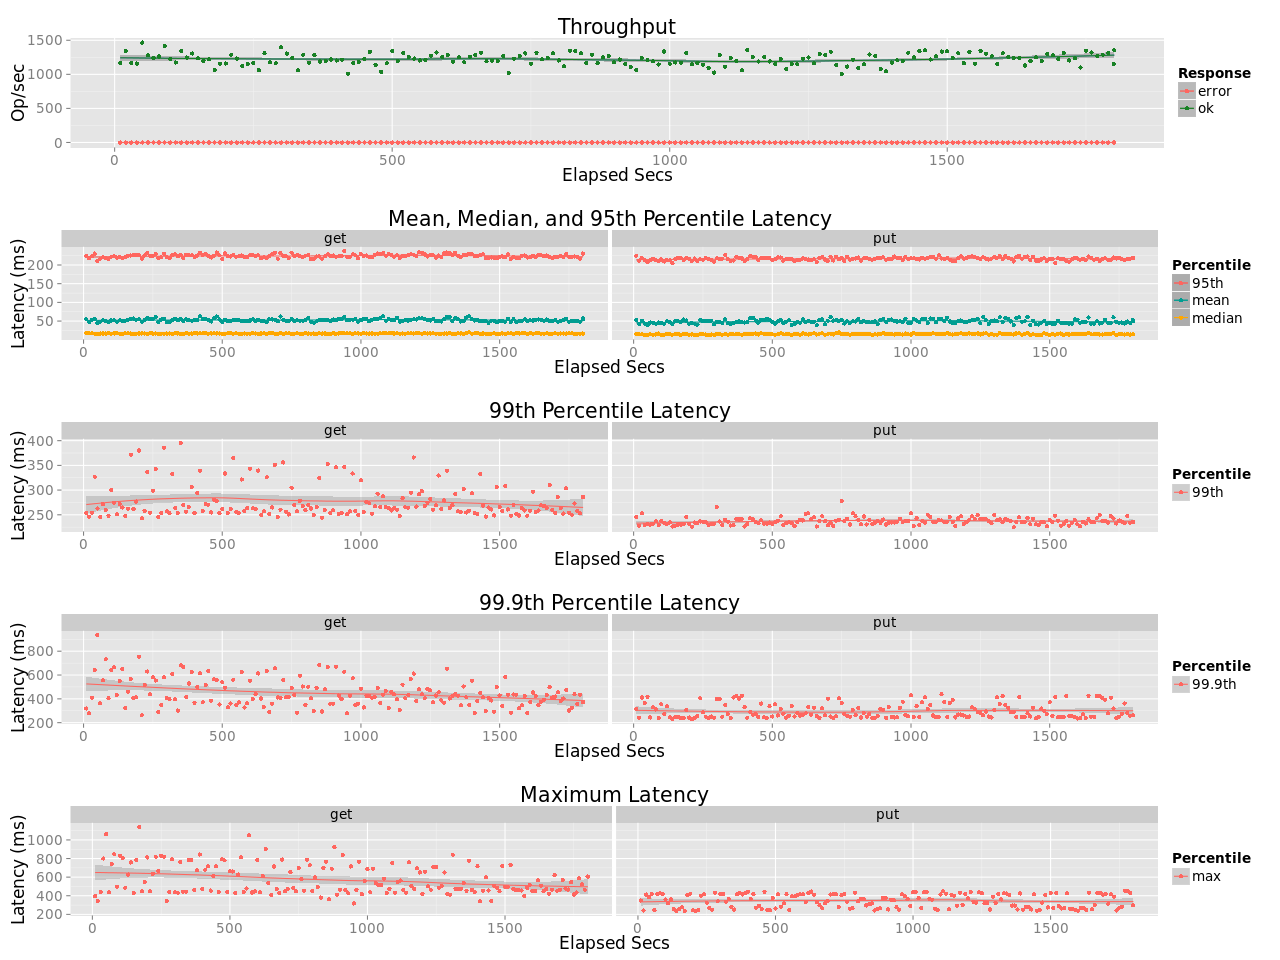 Throughput
Op/sec
1500
1000
500
0
0 500 1000 1500
Elapsed Secs
Response
error
ok
Mean, Median, and 95th Percentile Latency
get put
Latency (ms)
200
150
100
50
0 500 1000 1500 0 500 1000 1500
Elapsed Secs
Percentile
95th
mean
median
99th Percentile Latency
get put
Latency (ms)
400
350
300
250
0 500 1000 1500 0 500 1000 1500
Elapsed Secs
Percentile
99th
99.9th Percentile Latency
get put
Latency (ms)
800
600
400
200
0 500 1000 1500 0 500 1000 1500
Elapsed Secs
Percentile
99.9th
Maximum Latency
get put
Latency (ms)
1000
800
600
400
200
0 500 1000 1500 0 500 1000 1500
Elapsed Secs
Percentile
max